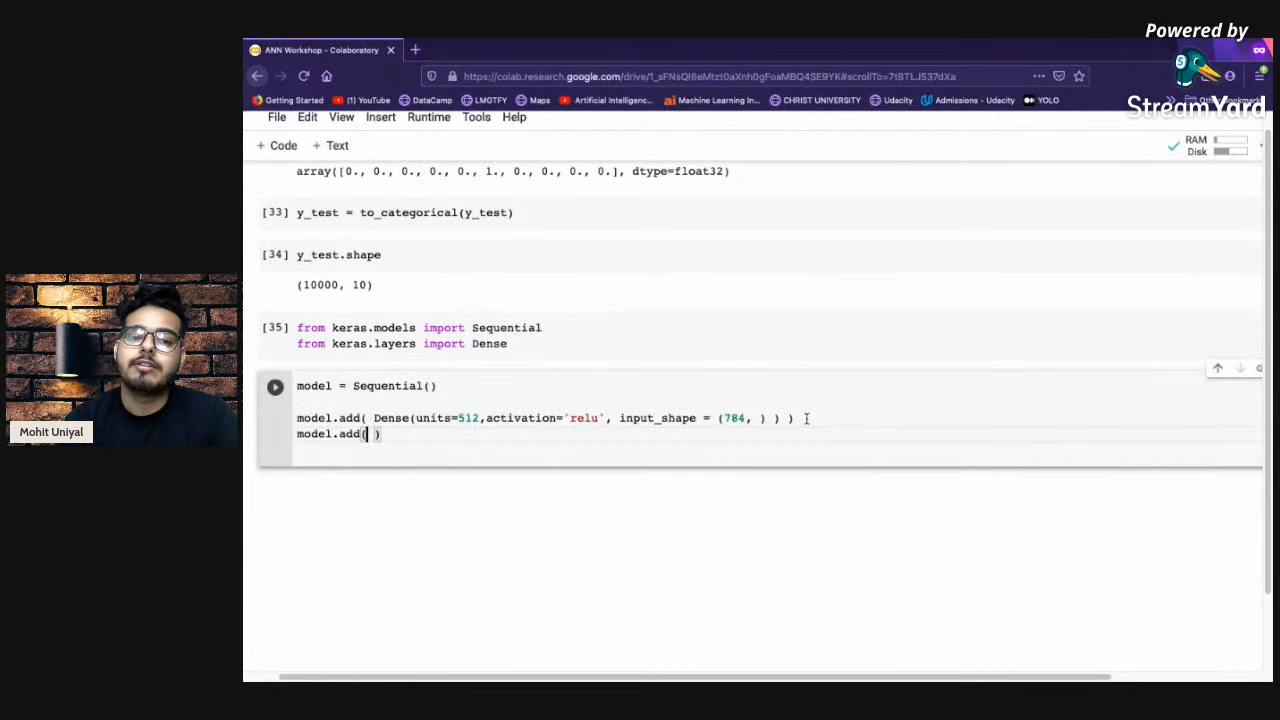 Powered by
StreamYard
ANN Workshop - Colaboratory
https://colab.research.google.com/drive/1_sFNsQI6eMtzt0aXnh0gFoaMBQ4SE9YK#scrollTo=7t8TLJ537dXa
Getting Started (1) YouTube DataCamp LMGTFY Maps Artificial Intelligenc... Machine Learning In... CHRIST UNIVERSITY Udacity Admissions - Udacity YOLO
File Edit View Insert Runtime Tools Help
+ Code + Text
RAM
Disk
array([0., 0., 0., 0., 0., 1., 0., 0., 0., 0.], dtype=float32)
[33] y_test = to_categorical(y_test)
[34] y_test.shape
(10000, 10)
[35] from keras.models import Sequential
from keras.layers import Dense
model = Sequential()
model.add( Dense(units=512,activation='relu', input_shape = (784, ) ) )
model.add( )
Mohit Uniyal